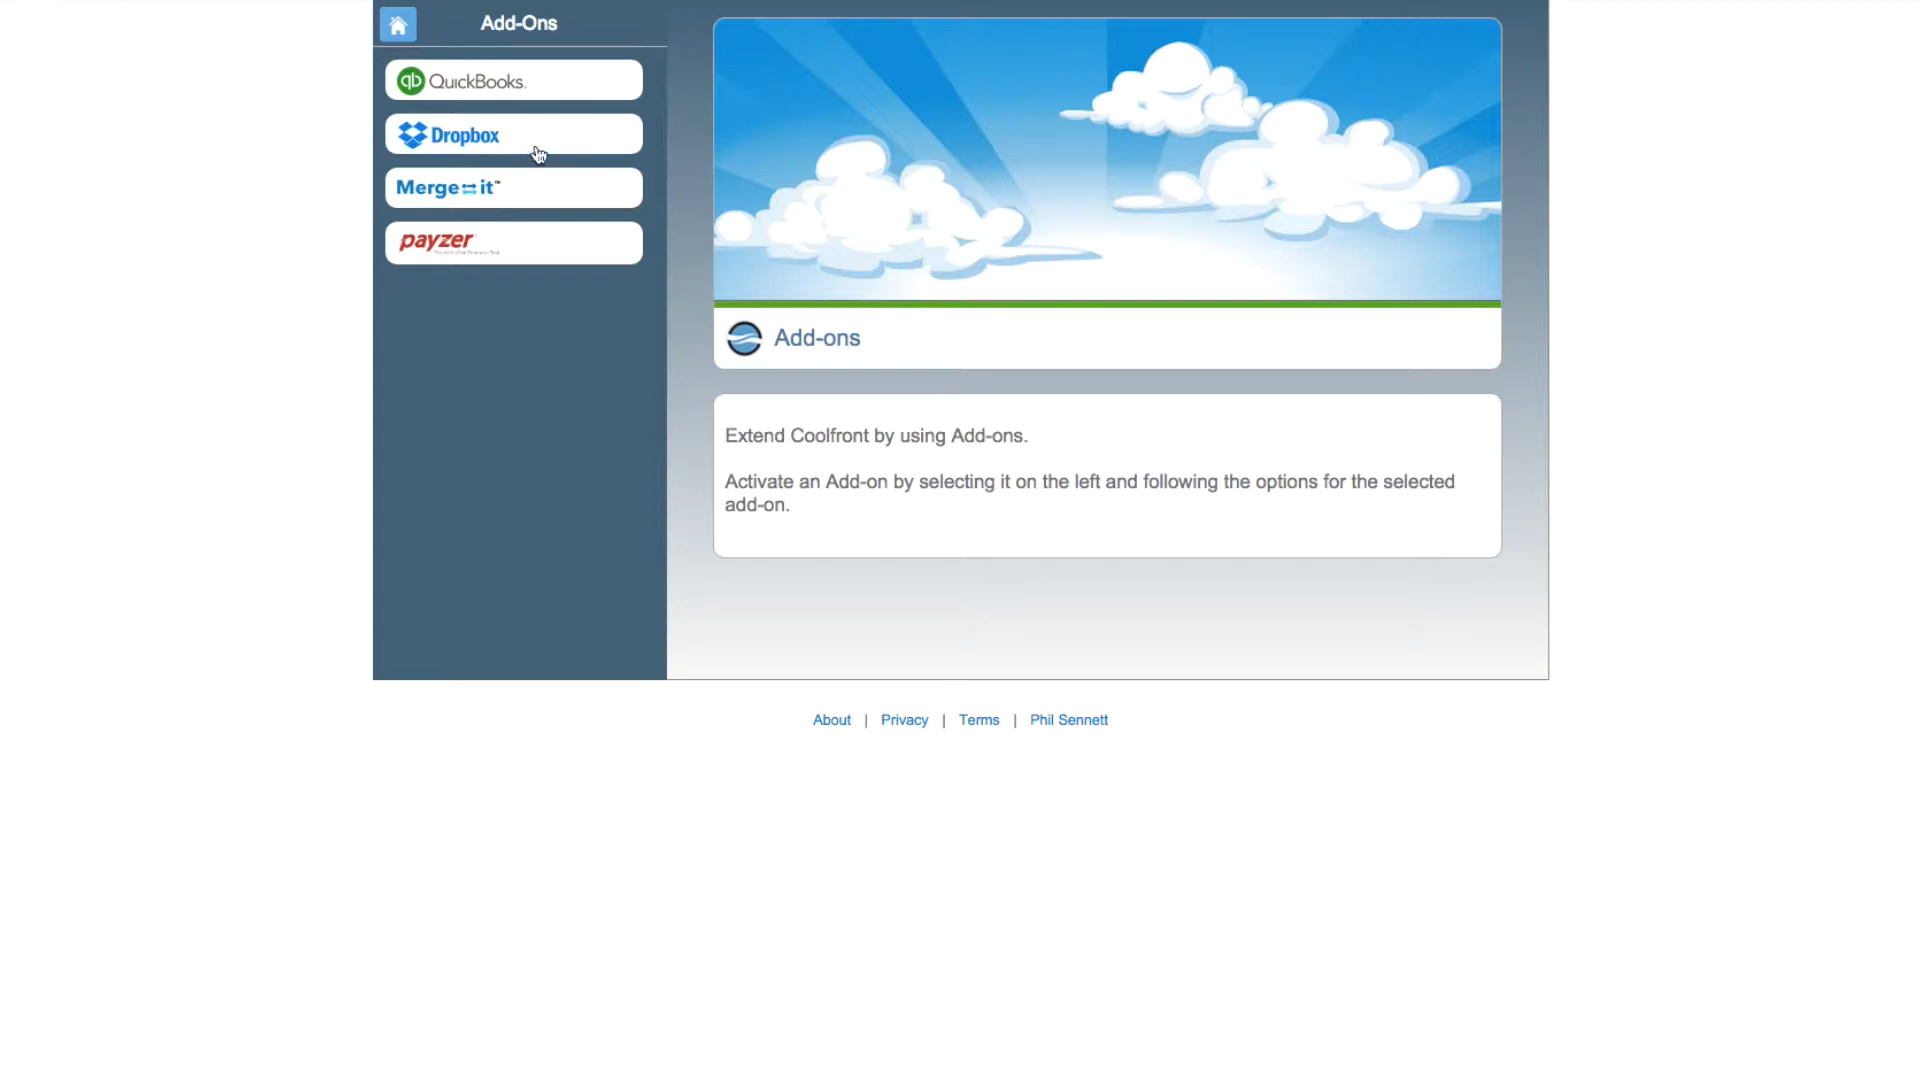 Add-Ons
QuickBooks.
Dropbox
Merge it™
payzer
Add-ons
Extend Coolfront by using Add-ons.
Activate an Add-on by selecting it on the left and following the options for the selected
add-on.
About | Privacy | Terms | Phil Sennett